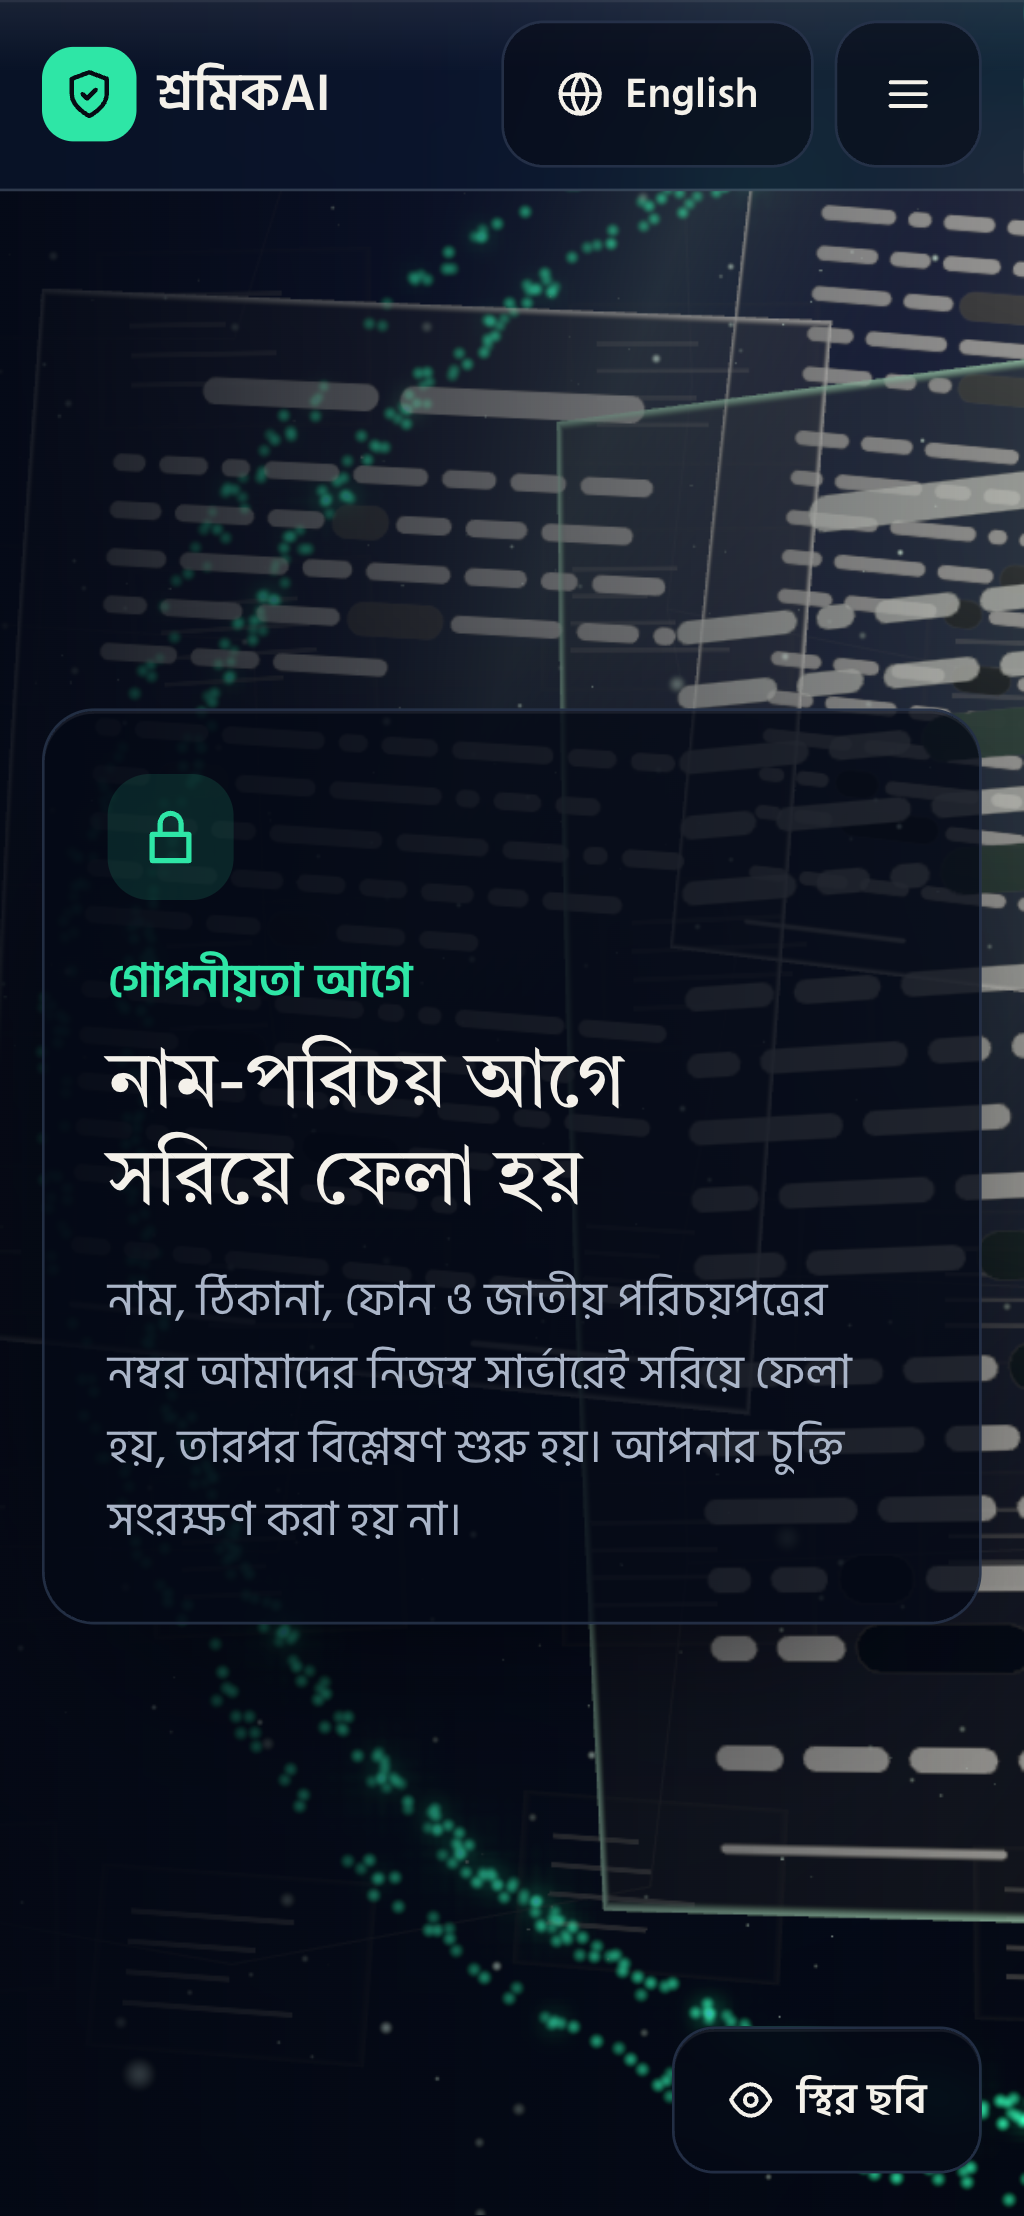 শ্রমিকAI
English
গোপনীয়তা আগে
নাম-পরিচয় আগে
সরিয়ে ফেলা হয়
নাম, ঠিকানা, ফোন ও জাতীয় পরিচয়পত্রের
নম্বর আমাদের নিজস্ব সার্ভারেই সরিয়ে ফেলা
হয়, তারপর বিশ্লেষণ শুরু হয়। আপনার চুক্তি
সংরক্ষণ করা হয় না।
স্থির ছবি